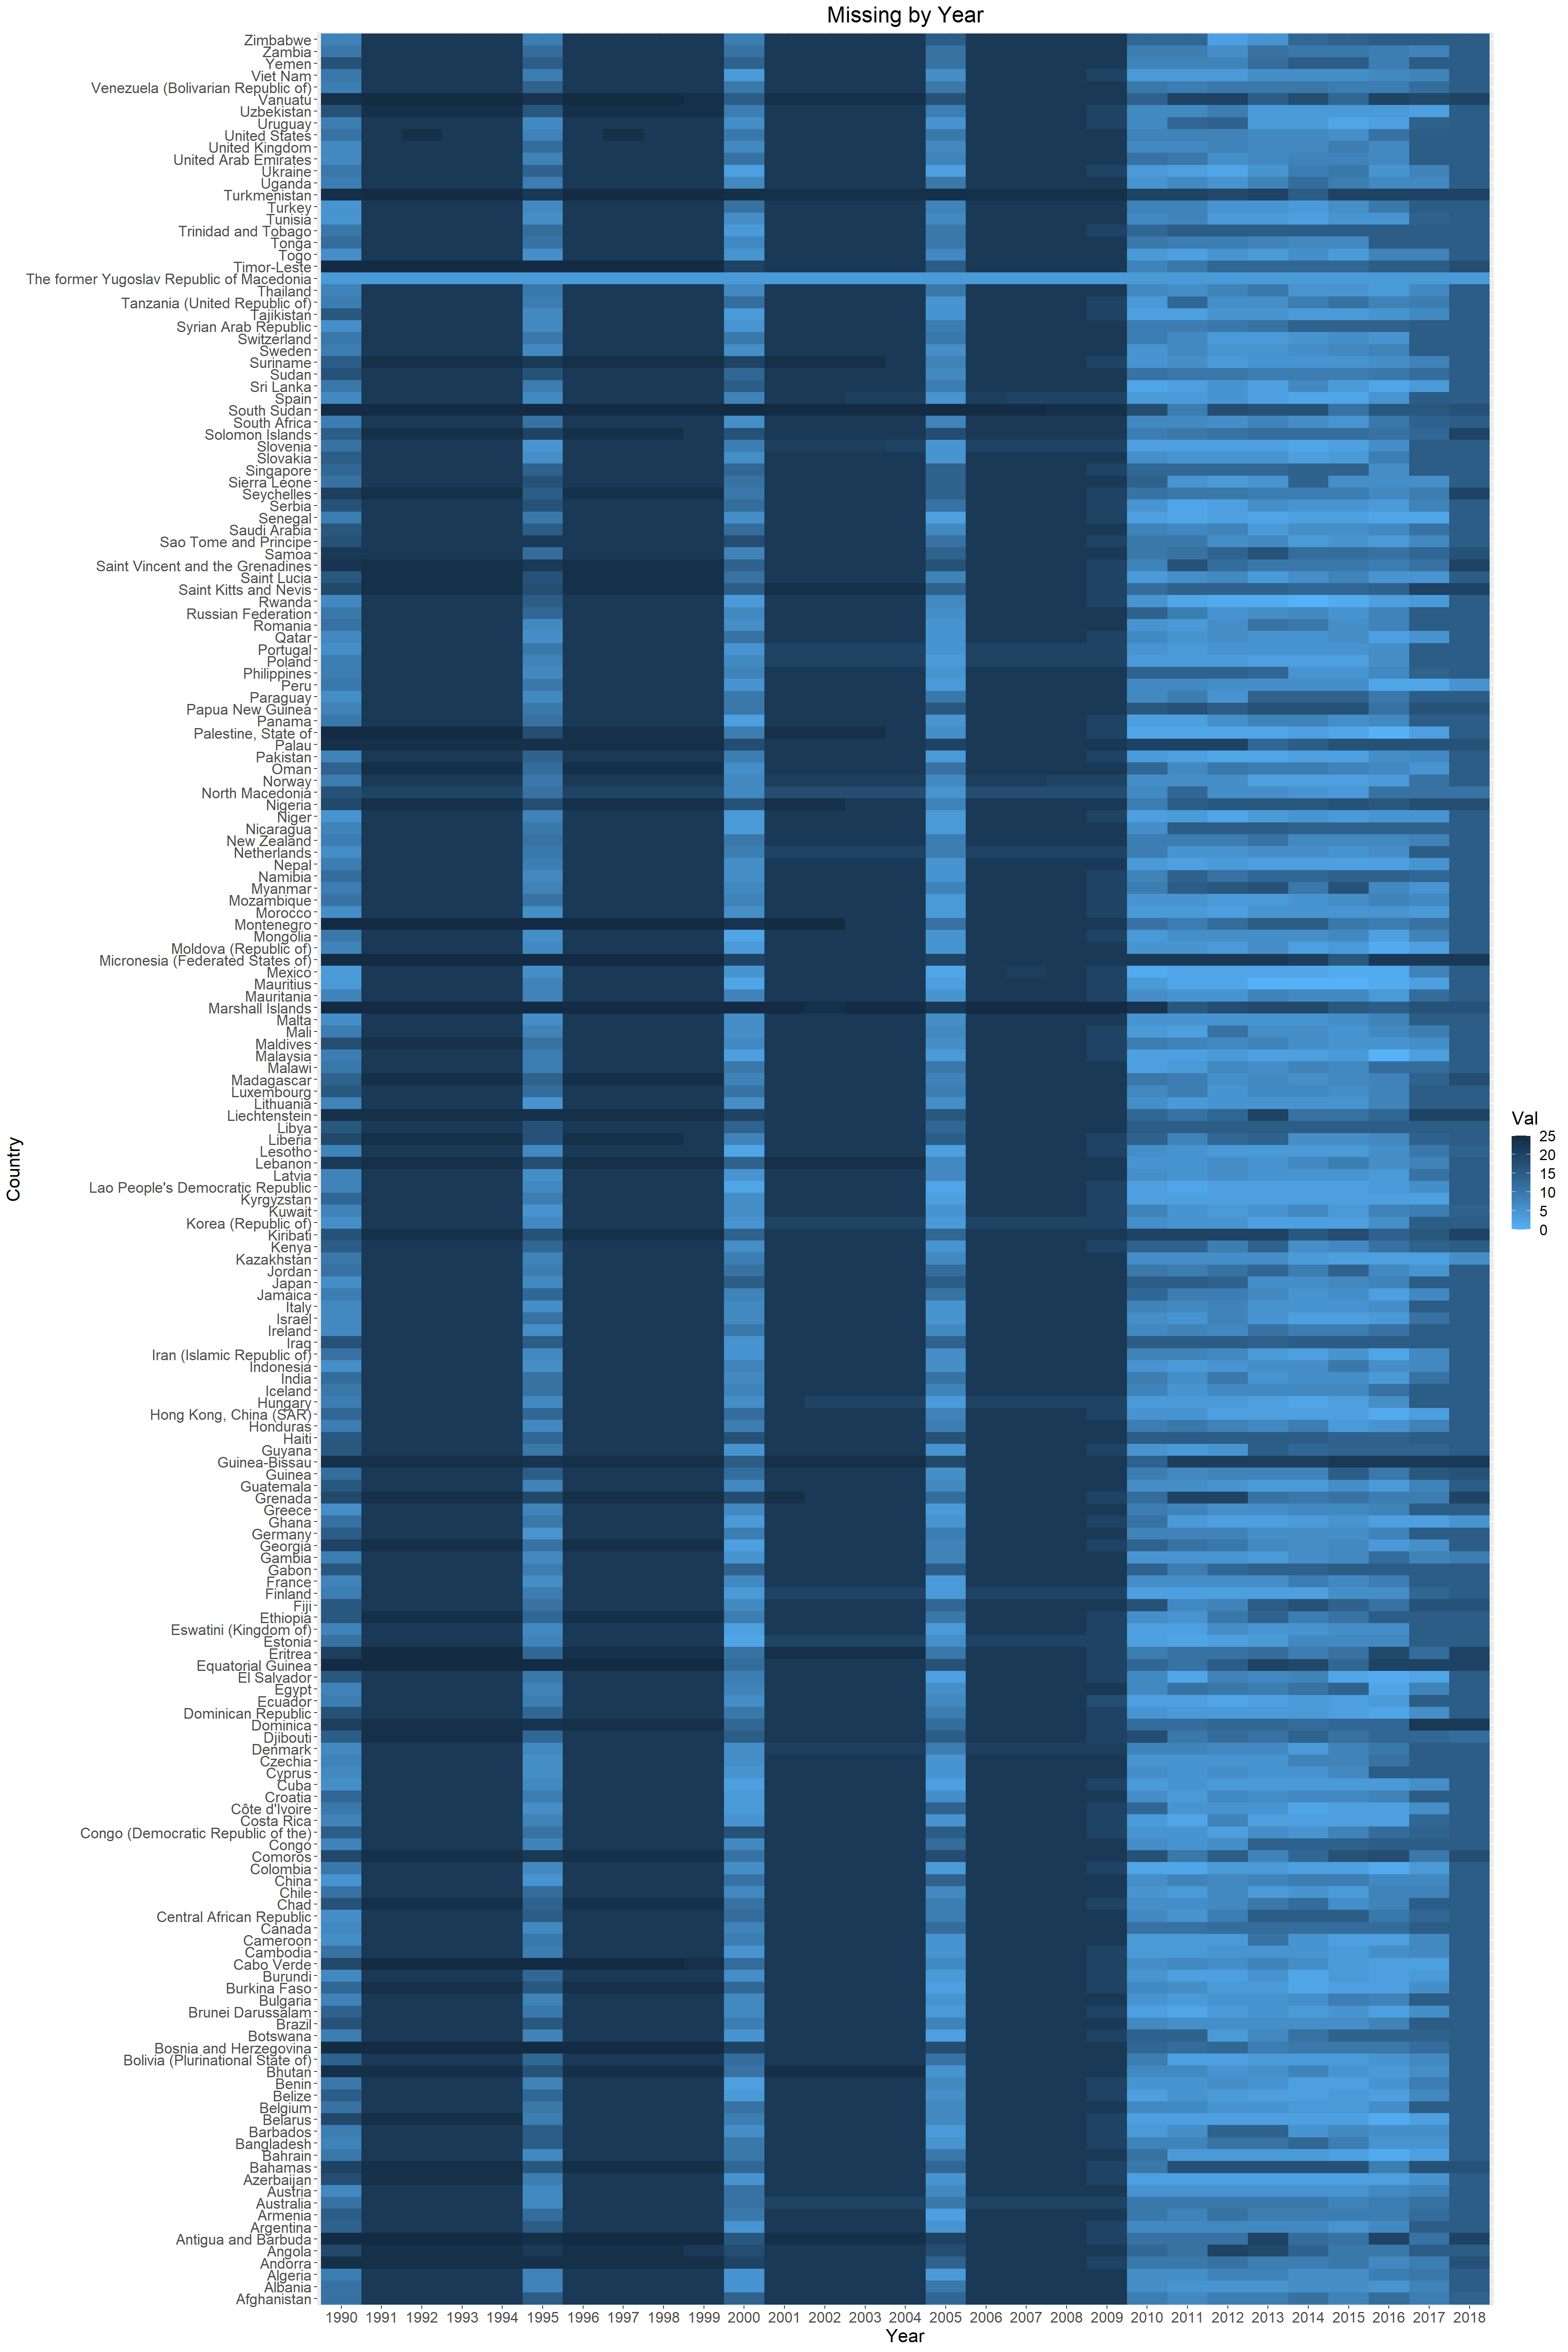 Missing by Year
Zimbabwe
Zambia
Yemen
Viet Nam
Venezuela (Bolivarian Republic of)
Vanuatu
Uzbekistan
Uruguay
United States
United Kingdom
United Arab Emirates
Ukraine
Uganda
Turkmenistan
Turkey
Tunisia
Trinidad and Tobago
Tonga
Togo
Timor-Leste
The former Yugoslav Republic of Macedonia
Thailand
Tanzania (United Republic of)
Tajikistan
Syrian Arab Republic
Switzerland
Sweden
Suriname
Sudan
Sri Lanka
Spain
South Sudan
South Africa
Solomon Islands
Slovenia
Slovakia
Singapore
Sierra Leone
Seychelles
Serbia
Senegal
Saudi Arabia
Sao Tome and Principe
Samoa
Saint Vincent and the Grenadines
Saint Lucia
Saint Kitts and Nevis
Rwanda
Russian Federation
Romania
Qatar
Portugal
Poland
Philippines
Peru
Paraguay
Papua New Guinea
Panama
Palestine, State of
Palau
Pakistan
Oman
Norway
North Macedonia
Nigeria
Niger
Nicaragua
New Zealand
Netherlands
Nepal
Namibia
Myanmar
Mozambique
Morocco
Montenegro
Mongolia
Moldova (Republic of)
Micronesia (Federated States of)
Mexico
Mauritius
Mauritania
Marshall Islands
Malta
Mali
Maldives
Malaysia
Malawi
Madagascar
Luxembourg
Lithuania
Liechtenstein
Libya
Liberia
Lesotho
Lebanon
Latvia
Lao People's Democratic Republic
Kyrgyzstan
Kuwait
Korea (Republic of)
Kiribati
Kenya
Kazakhstan
Jordan
Japan
Jamaica
Italy
Israel
Ireland
Iraq
Iran (Islamic Republic of)
Indonesia
India
Iceland
Hungary
Hong Kong, China (SAR)
Honduras
Haiti
Guyana
Guinea-Bissau
Guinea
Guatemala
Grenada
Greece
Ghana
Germany
Georgia
Gambia
Gabon
France
Finland
Fiji
Ethiopia
Eswatini (Kingdom of)
Estonia
Eritrea
Equatorial Guinea
El Salvador
Egypt
Ecuador
Dominican Republic
Dominica
Djibouti
Denmark
Czechia
Cyprus
Cuba
Croatia
Côte d'Ivoire
Costa Rica
Congo (Democratic Republic of the)
Congo
Comoros
Colombia
China
Chile
Chad
Central African Republic
Canada
Cameroon
Cambodia
Cabo Verde
Burundi
Burkina Faso
Bulgaria
Brunei Darussalam
Brazil
Botswana
Bosnia and Herzegovina
Bolivia (Plurinational State of)
Bhutan
Benin
Belize
Belgium
Belarus
Barbados
Bangladesh
Bahrain
Bahamas
Azerbaijan
Austria
Australia
Armenia
Argentina
Antigua and Barbuda
Angola
Andorra
Algeria
Albania
Afghanistan
Country
1990 1991 1992 1993 1994 1995 1996 1997 1998 1999 2000 2001 2002 2003 2004 2005 2006 2007 2008 2009 2010 2011 2012 2013 2014 2015 2016 2017 2018
Year
Val
25
20
15
10
5
0